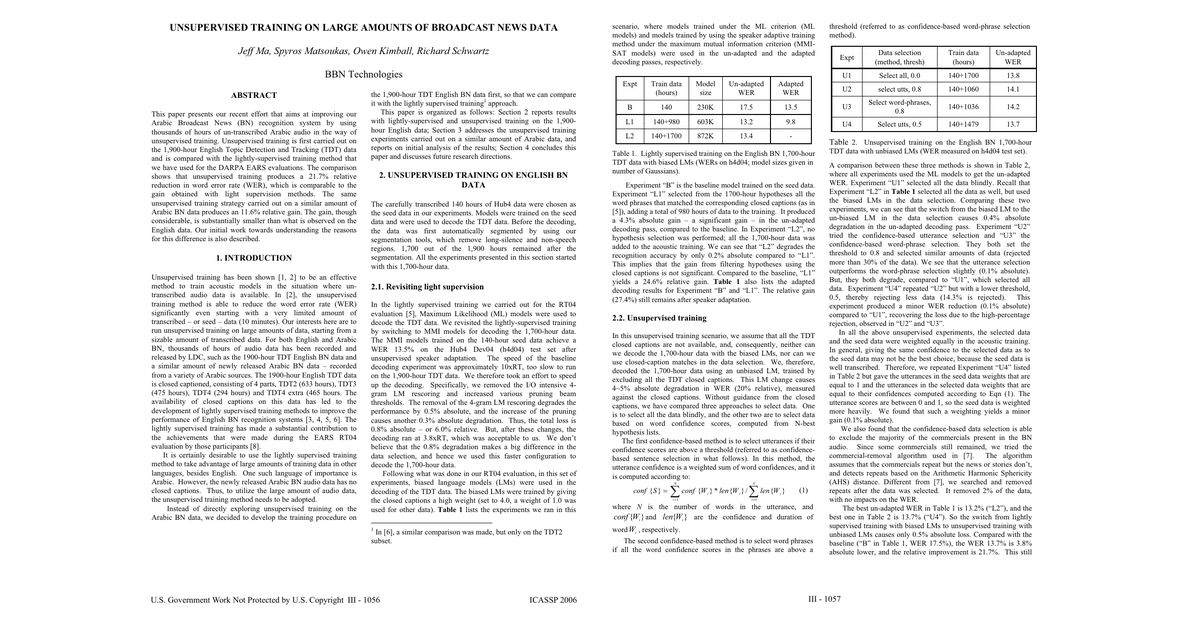 UNSUPERVISED TRAINING ON LARGE AMOUNTS OF BROADCAST NEWS DATA
Jeff Ma, Spyros Matsoukas, Owen Kimball, Richard Schwartz
BBN Technologies
ABSTRACT
This paper presents our recent effort that aims at improving our
Arabic Broadcast News (BN) recognition system by using
thousands of hours of un-transcribed Arabic audio in the way of
unsupervised training. Unsupervised training is first carried out on
the 1,900-hour English Topic Detection and Tracking (TDT) data
and is compared with the lightly-supervised training method that
we have used for the DARPA EARS evaluations. The comparison
shows that unsupervised training produces a 21.7% relative
reduction in word error rate (WER), which is comparable to the
gain obtained with light supervision methods. The same
unsupervised training strategy carried out on a similar amount of
Arabic BN data produces an 11.6% relative gain. The gain, though
considerable, is substantially smaller than what is observed on the
English data. Our initial work towards understanding the reasons
for this difference is also described.
1. INTRODUCTION
Unsupervised training has been shown [1, 2] to be an effective
method to train acoustic models in the situation where un-
transcribed audio data is available. In [2], the unsupervised
training method is able to reduce the word error rate (WER)
significantly even starting with a very limited amount of
transcribed – or seed – data (10 minutes). Our interests here are to
run unsupervised training on large amounts of data, starting from a
sizable amount of transcribed data. For both English and Arabic
BN, thousands of hours of audio data has been recorded and
released by LDC, such as the 1900-hour TDT English BN data and
a similar amount of newly released Arabic BN data – recorded
from a variety of Arabic sources. The 1900-hour English TDT data
is closed captioned, consisting of 4 parts, TDT2 (633 hours), TDT3
(475 hours), TDT4 (294 hours) and TDT4 extra (465 hours. The
availability of closed captions on this data has led to the
development of lightly supervised training methods to improve the
performance of English BN recognition systems [3, 4, 5, 6]. The
lightly supervised training has made a substantial contribution to
the achievements that were made during the EARS RT04
evaluation by those participants [8].
It is certainly desirable to use the lightly supervised training
method to take advantage of large amounts of training data in other
languages, besides English. One such language of importance is
Arabic. However, the newly released Arabic BN audio data has no
closed captions. Thus, to utilize the large amount of audio data,
the unsupervised training method needs to be adopted.
Instead of directly exploring unsupervised training on the
Arabic BN data, we decided to develop the training procedure on
the 1,900-hour TDT English BN data first, so that we can compare
it with the lightly supervised training1 approach.
This paper is organized as follows: Section 2 reports results
with lightly-supervised and unsupervised training on the 1,900-
hour English data; Section 3 addresses the unsupervised training
experiments carried out on a similar amount of Arabic data, and
reports on initial analysis of the results; Section 4 concludes this
paper and discusses future research directions.
2. UNSUPERVISED TRAINING ON ENGLISH BN
DATA
The carefully transcribed 140 hours of Hub4 data were chosen as
the seed data in our experiments. Models were trained on the seed
data and were used to decode the TDT data. Before the decoding,
the data was first automatically segmented by using our
segmentation tools, which remove long-silence and non-speech
regions. 1,700 out of the 1,900 hours remained after the
segmentation. All the experiments presented in this section started
with this 1,700-hour data.
2.1. Revisiting light supervision
In the lightly supervised training we carried out for the RT04
evaluation [5], Maximum Likelihood (ML) models were used to
decode the TDT data. We revisited the lightly-supervised training
by switching to MMI models for decoding the 1,700-hour data.
The MMI models trained on the 140-hour seed data achieve a
WER 13.5% on the Hub4 Dev04 (h4d04) test set after
unsupervised speaker adaptation. The speed of the baseline
decoding experiment was approximately 10xRT, too slow to run
on the 1,900-hour TDT data. We therefore took an effort to speed
up the decoding. Specifically, we removed the I/O intensive 4-
gram LM rescoring and increased various pruning beam
thresholds. The removal of the 4-gram LM rescoring degrades the
performance by 0.5% absolute, and the increase of the pruning
causes another 0.3% absolute degradation. Thus, the total loss is
0.8% absolute – or 6.0% relative. But, after these changes, the
decoding ran at 3.8xRT, which was acceptable to us. We don't
believe that the 0.8% degradation makes a big difference in the
data selection, and hence we used this faster configuration to
decode the 1,700-hour data.
Following what was done in our RT04 evaluation, in this set of
experiments, biased language models (LMs) were used in the
decoding of the TDT data. The biased LMs were trained by giving
the closed captions a high weight (set to 4.0, a weight of 1.0 was
used for other data). Table 1 lists the experiments we ran in this
1 In [6], a similar comparison was made, but only on the TDT2
subset.
U.S. Government Work Not Protected by U.S. Copyright III - 1056
ICASSP 2006
scenario, where models trained under the ML criterion (ML
models) and models trained by using the speaker adaptive training
method under the maximum mutual information criterion (MMI-
SAT models) were used in the un-adapted and the adapted
decoding passes, respectively.
Expt Train data (hours) Model size Un-adapted WER Adapted WER
B 140 230K 17.5 13.5
L1 140+980 603K 13.2 9.8
L2 140+1700 872K 13.4 -
Table 1. Lightly supervised training on the English 1,700-hour
TDT data with biased LMs (WERs on h4d04; model sizes given in
number of Gaussians).
Experiment “B” is the baseline model trained on the seed data.
Experiment “L1” selected from the 1700-hour hypotheses all the
word phrases that matched the corresponding closed captions (as in
[5]), adding a total of 980 hours of data to the training. It produced
a 4.3% absolute gain – a significant gain – in the un-adapted
decoding pass, compared to the baseline. In Experiment “L2”, no
hypothesis selection was performed; all the 1,700-hour data was
added to the acoustic training. We can see that “L2” degrades the
recognition accuracy by only 0.2% absolute compared to “L1”.
This implies that the gain from filtering hypotheses using the
closed captions is not significant. Compared to the baseline, “L1”
yields a 24.6% relative gain. Table 1 also lists the adapted
decoding results for Experiment “B” and “L1”. The relative gain
(27.4%) still remains after speaker adaptation.
2.2. Unsupervised training
In this unsupervised training scenario, we assume that all the TDT
closed captions are not available, and, consequently, neither can
we decode the 1,700-hour data with the biased LMs, nor can we
use closed-caption matches in the data selection. We, therefore,
decoded the 1,700-hour data using an unbiased LM, trained by
excluding all the TDT closed captions. This LM change causes
4~5% absolute degradation in WER (20% relative), measured
against the closed captions. Without guidance from the closed
captions, we have compared three approaches to select data. One
is to select all the data blindly, and the other two are to select data
based on word confidence scores, computed from N-best
hypothesis lists.
The first confidence-based method is to select utterances if their
confidence scores are above a threshold (referred to as confidence-
based sentence selection in what follows). In this method, the
utterance confidence is a weighted sum of word confidences, and it
is computed according to:
conf {S} = ∑ conf {Wi} * len{Wi} / ∑ len{Wi} (1)
where N is the number of words in the utterance, and
conf{Wi} and len{Wi} are the confidence and duration of
word Wi, respectively.
The second confidence-based method is to select word phrases
if all the word confidence scores in the phrases are above a
threshold (referred to as confidence-based word-phrase selection
method).
Expt Data selection (method, thresh) Train data (hours) Un-adapted WER
U1 Select all, 0.0 140+1700 13.8
U2 select utts, 0.8 140+1060 14.1
U3 Select word-phrases, 0.8 140+1036 14.2
U4 Select utts, 0.5 140+1479 13.7
Table 2. Unsupervised training on the English 1,700-hour
TDT data with unbiased LMs (WER measured on h4d04 test set).
A comparison between these three methods is shown in Table 2,
where all experiments used the ML models to get the un-adapted
WER. Experiment “U1” selected all the data blindly. Recall that
Experiment “L2” in Table 1 selected all the data as well, but used
the biased LMs in the data selection. Comparing these two
experiments, we can see that the switch from the biased LM to the
un-biased LM in the data selection causes 0.4% absolute
degradation in the un-adapted decoding pass. Experiment “U2”
tried the confidence-based utterance selection and “U3” the
confidence-based word-phrase selection. They both set the
threshold to 0.8 and selected similar amounts of data (rejected
more than 30% of the data). We see that the utterance selection
outperforms the word-phrase selection slightly (0.1% absolute).
But, they both degrade, compared to “U1”, which selected all
data. Experiment “U4” repeated “U2” but with a lower threshold,
0.5, thereby rejecting less data (14.3% is rejected). This
experiment produced a minor WER reduction (0.1% absolute)
compared to “U1”, recovering the loss due to the high-percentage
rejection, observed in “U2” and “U3”.
In all the above unsupervised experiments, the selected data
and the seed data were weighted equally in the acoustic training.
In general, giving the same confidence to the selected data as to
the seed data may not be the best choice, because the seed data is
well transcribed. Therefore, we repeated Experiment “U4” listed
in Table 2 but gave the utterances in the seed data weights that are
equal to 1 and the utterances in the selected data weights that are
equal to their confidences computed according to Eqn (1). The
utterance scores are between 0 and 1, so the seed data is weighted
more heavily. We found that such a weighting yields a minor
gain (0.1% absolute).
We also found that the confidence-based data selection is able
to exclude the majority of the commercials present in the BN
audio. Since some commercials still remained, we tried the
commercial-removal algorithm used in [7]. The algorithm
assumes that the commercials repeat but the news or stories don't,
and detects repeats based on the Arithmetic Harmonic Sphericity
(AHS) distance. Different from [7], we searched and removed
repeats after the data was selected. It removed 2% of the data,
with no impacts on the WER.
The best un-adapted WER in Table 1 is 13.2% (“L2”), and the
best one in Table 2 is 13.7% (“U4”). So the switch from lightly
supervised training with biased LMs to unsupervised training with
unbiased LMs causes only 0.5% absolute loss. Compared with the
baseline (“B” in Table 1, WER 17.5%), the WER 13.7% is 3.8%
absolute lower, and the relative improvement is 21.7%. This still
III - 1057